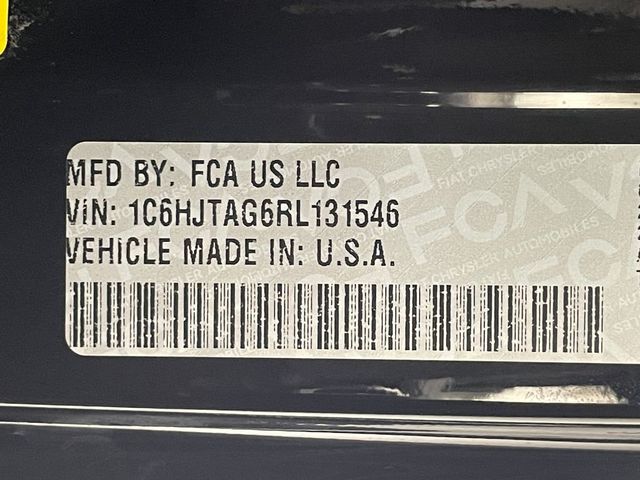 MFD BY: FCA US LLC
VIN: 1C6HJTAG6RL131546
VEHICLE MADE IN: U.S.A.